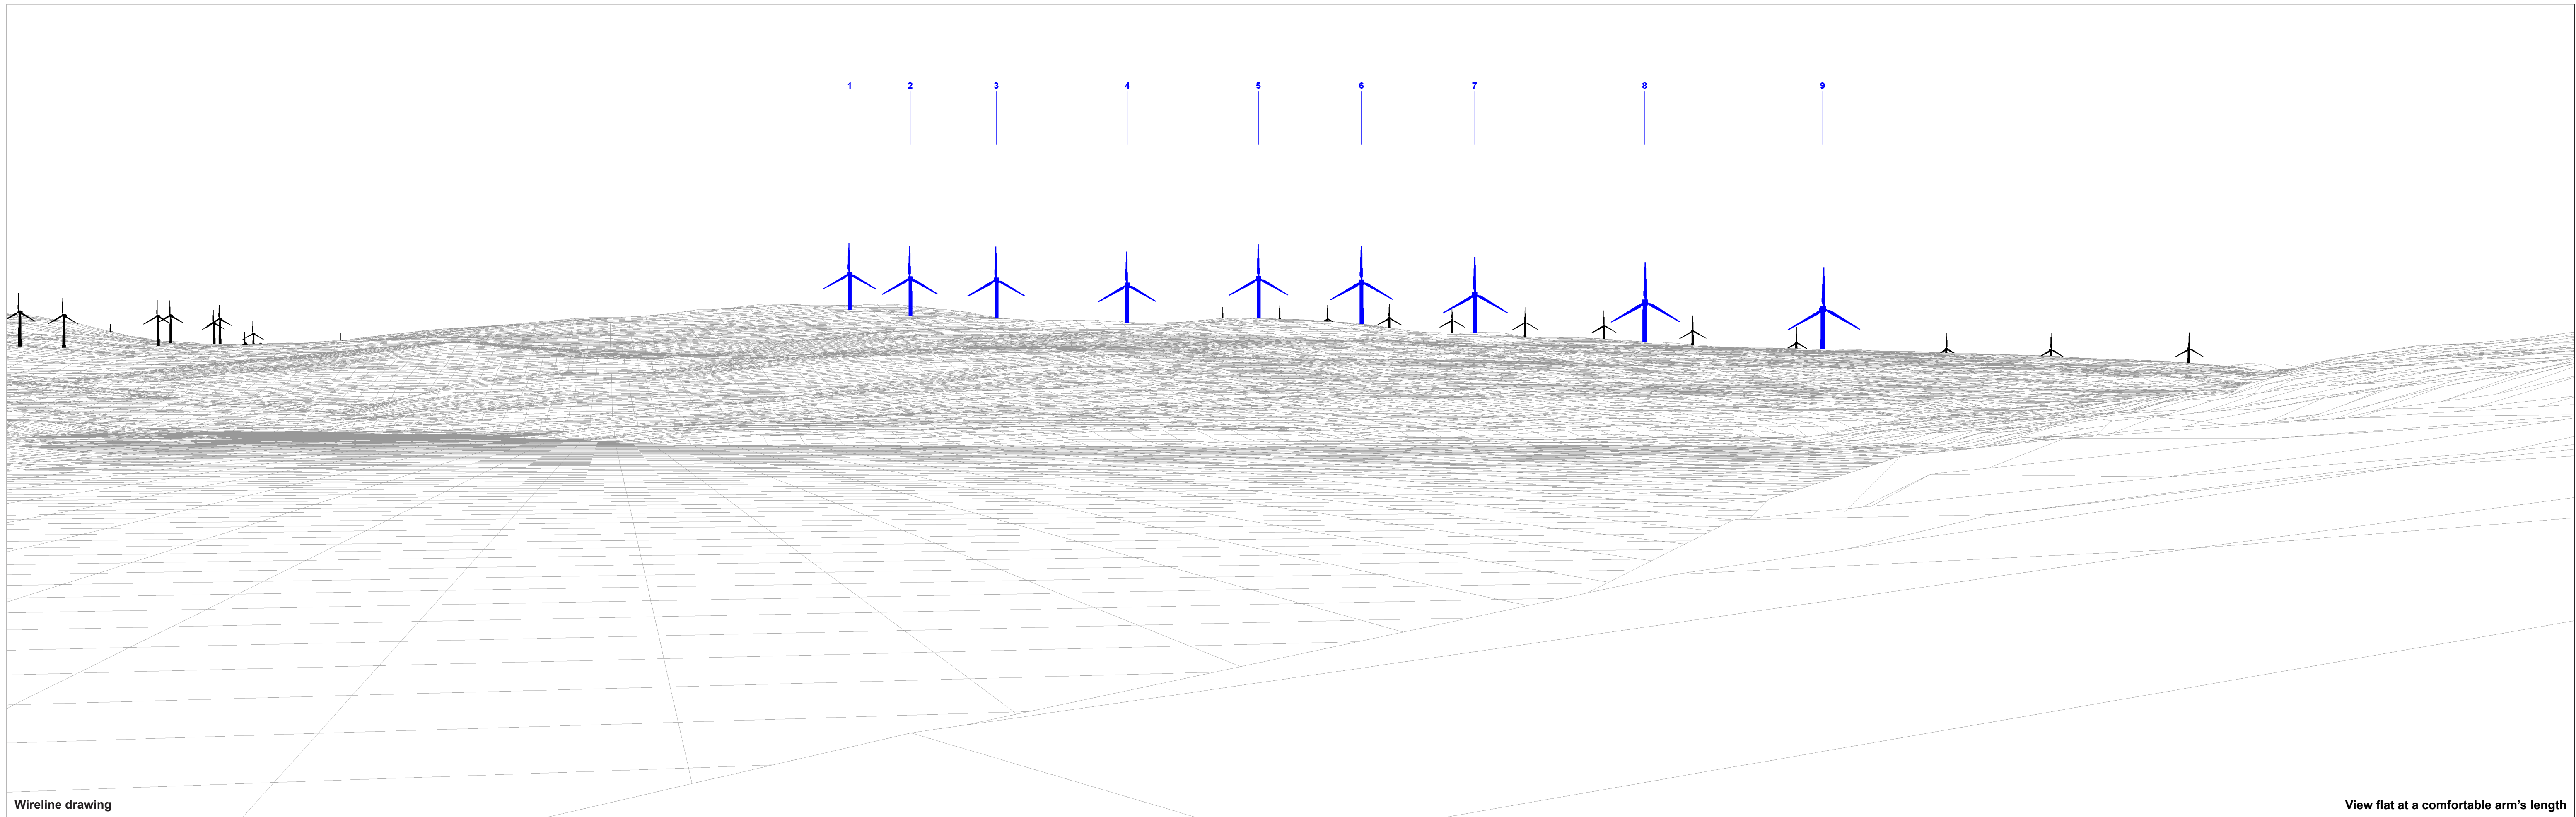 1 2 3 4 5 6 7 8 9
Wireline drawing
View flat at a comfortable arm's length